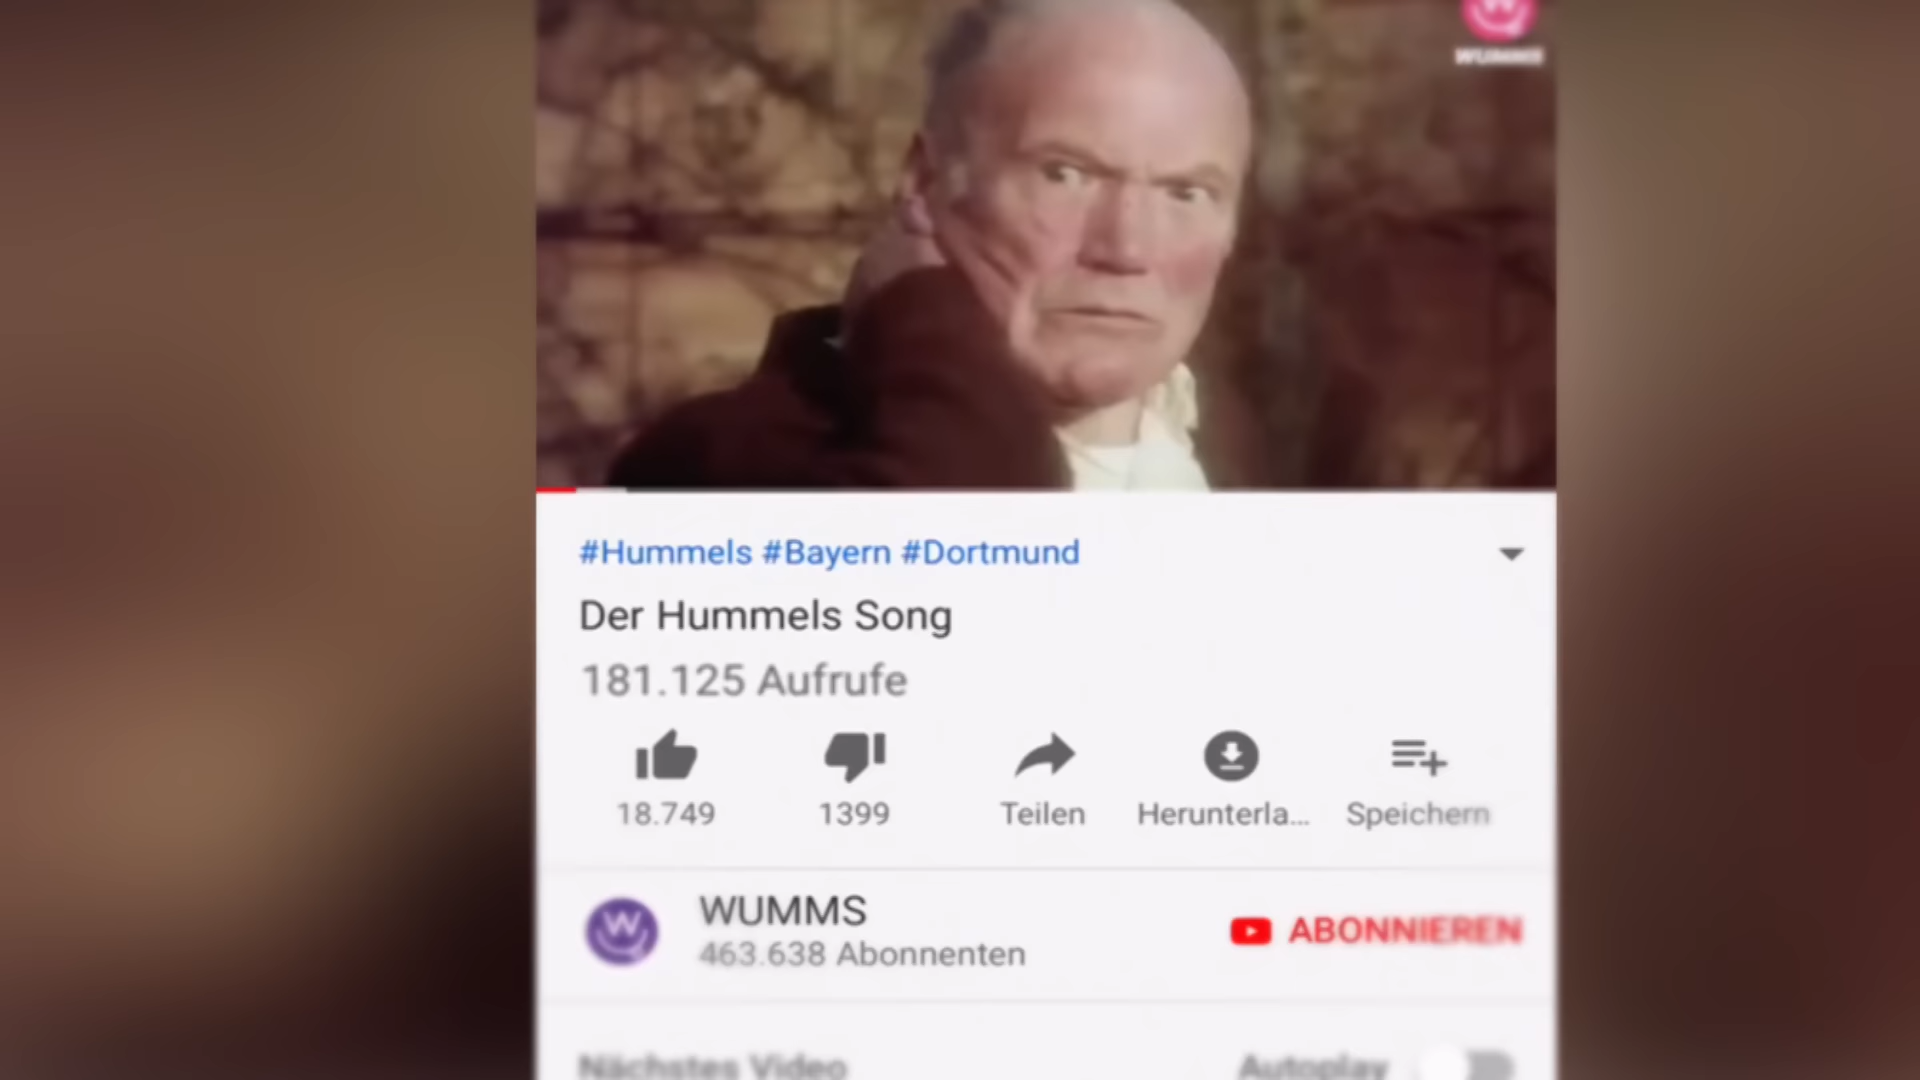 WUMMS
#Hummels #Bayern #Dortmund
Der Hummels Song
181.125 Aufrufe
18.749
1399
Teilen
Herunterla...
Speichern
W
WUMMS
463.638 Abonnenten
ABONNIEREN
Nächstes Video
Autoplay